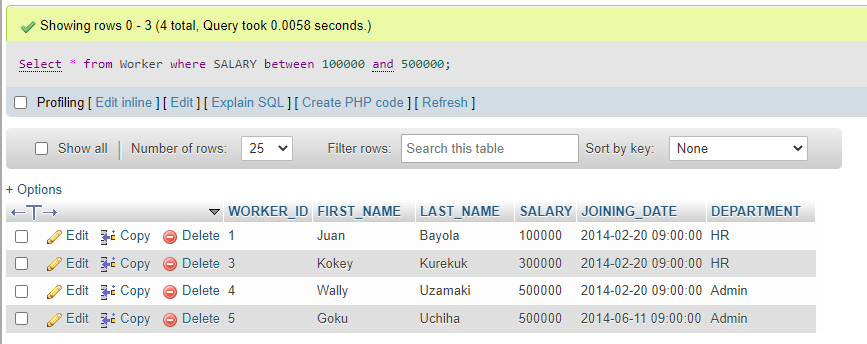 Showing rows 0 - 3 (4 total, Query took 0.0058 seconds.)
Select * from Worker where SALARY between 100000 and 500000;
Profiling [ Edit inline ] [ Edit ] [ Explain SQL ] [ Create PHP code ] [ Refresh ]
Show all Number of rows: 25 Filter rows: Search this table Sort by key: None
+ Options
←T→ WORKER_ID FIRST_NAME LAST_NAME SALARY JOINING_DATE DEPARTMENT
Edit Copy Delete 1 Juan Bayola 100000 2014-02-20 09:00:00 HR
Edit Copy Delete 3 Kokey Kurekuk 300000 2014-02-20 09:00:00 HR
Edit Copy Delete 4 Wally Uzamaki 500000 2014-02-20 09:00:00 Admin
Edit Copy Delete 5 Goku Uchiha 500000 2014-06-11 09:00:00 Admin